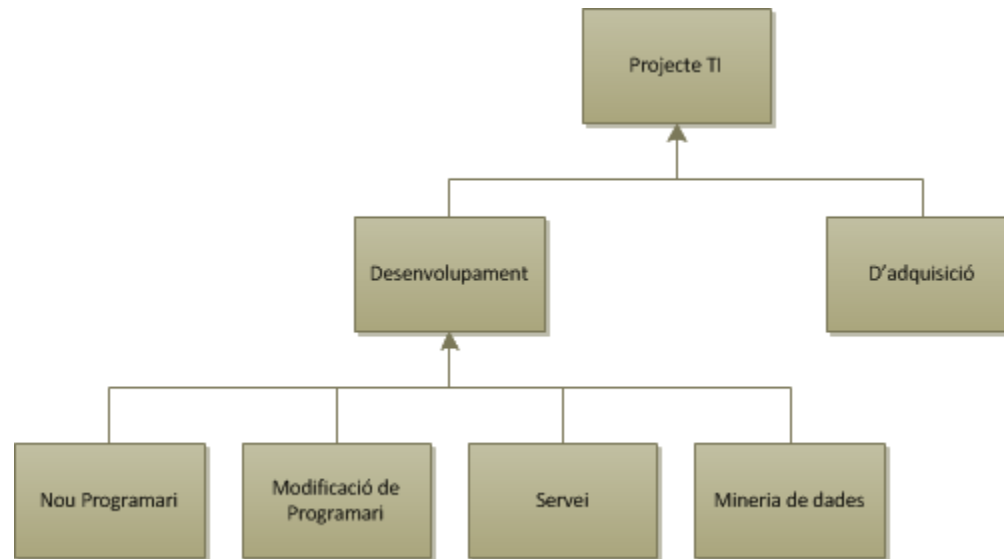 Projecte TI
Desenvolupament
D'adquisició
Nou Programari
Modificació de
Programari
Servei
Mineria de dades